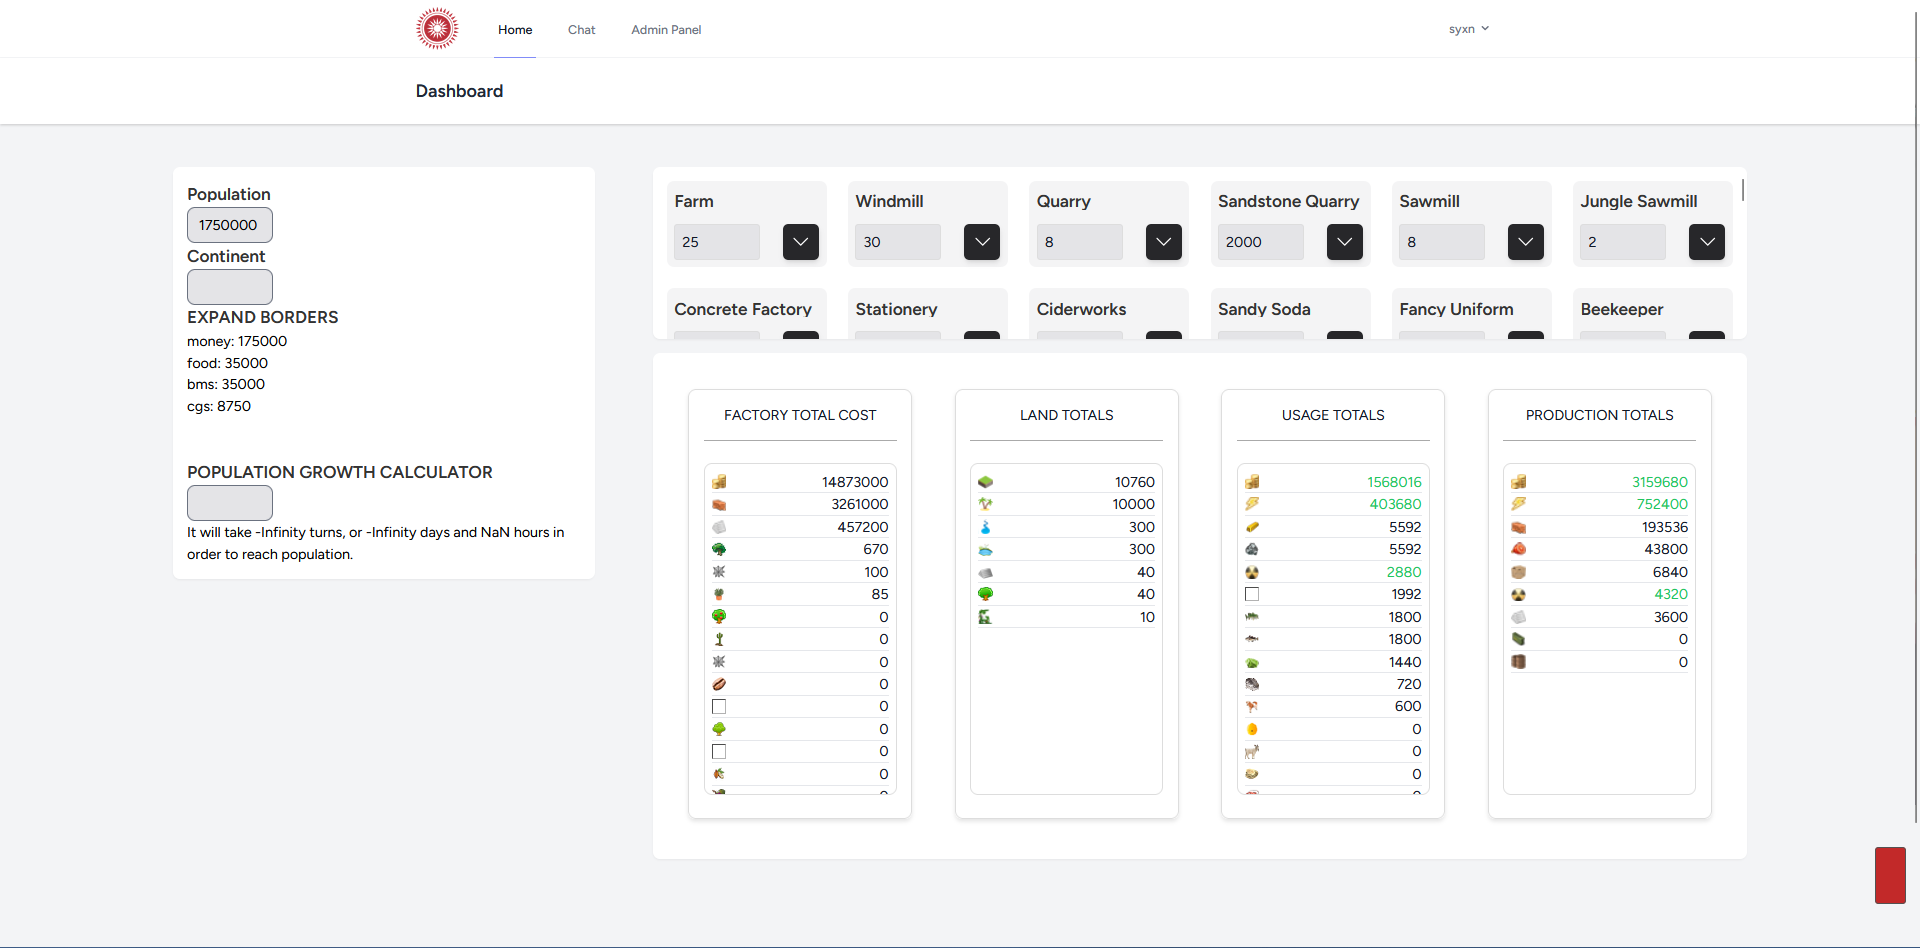 Home Chat Admin Panel syxn
Dashboard
Population
1750000
Continent
EXPAND BORDERS
money: 175000
food: 35000
bms: 35000
cgs: 8750
POPULATION GROWTH CALCULATOR
It will take -Infinity turns, or -Infinity days and NaN hours in
order to reach population.
Farm Windmill Quarry Sandstone Quarry Sawmill Jungle Sawmill
25 30 8 2000 8 2
Concrete Factory Stationery Ciderworks Sandy Soda Fancy Uniform Beekeeper
FACTORY TOTAL COST
14873000
3261000
457200
670
100
85
0
0
0
0
0
0
0
0
LAND TOTALS
10760
10000
300
300
40
40
10
USAGE TOTALS
1568016
403680
5592
5592
2880
1992
1800
1800
1440
720
600
0
0
0
PRODUCTION TOTALS
3159680
752400
193536
43800
6840
4320
3600
0
0